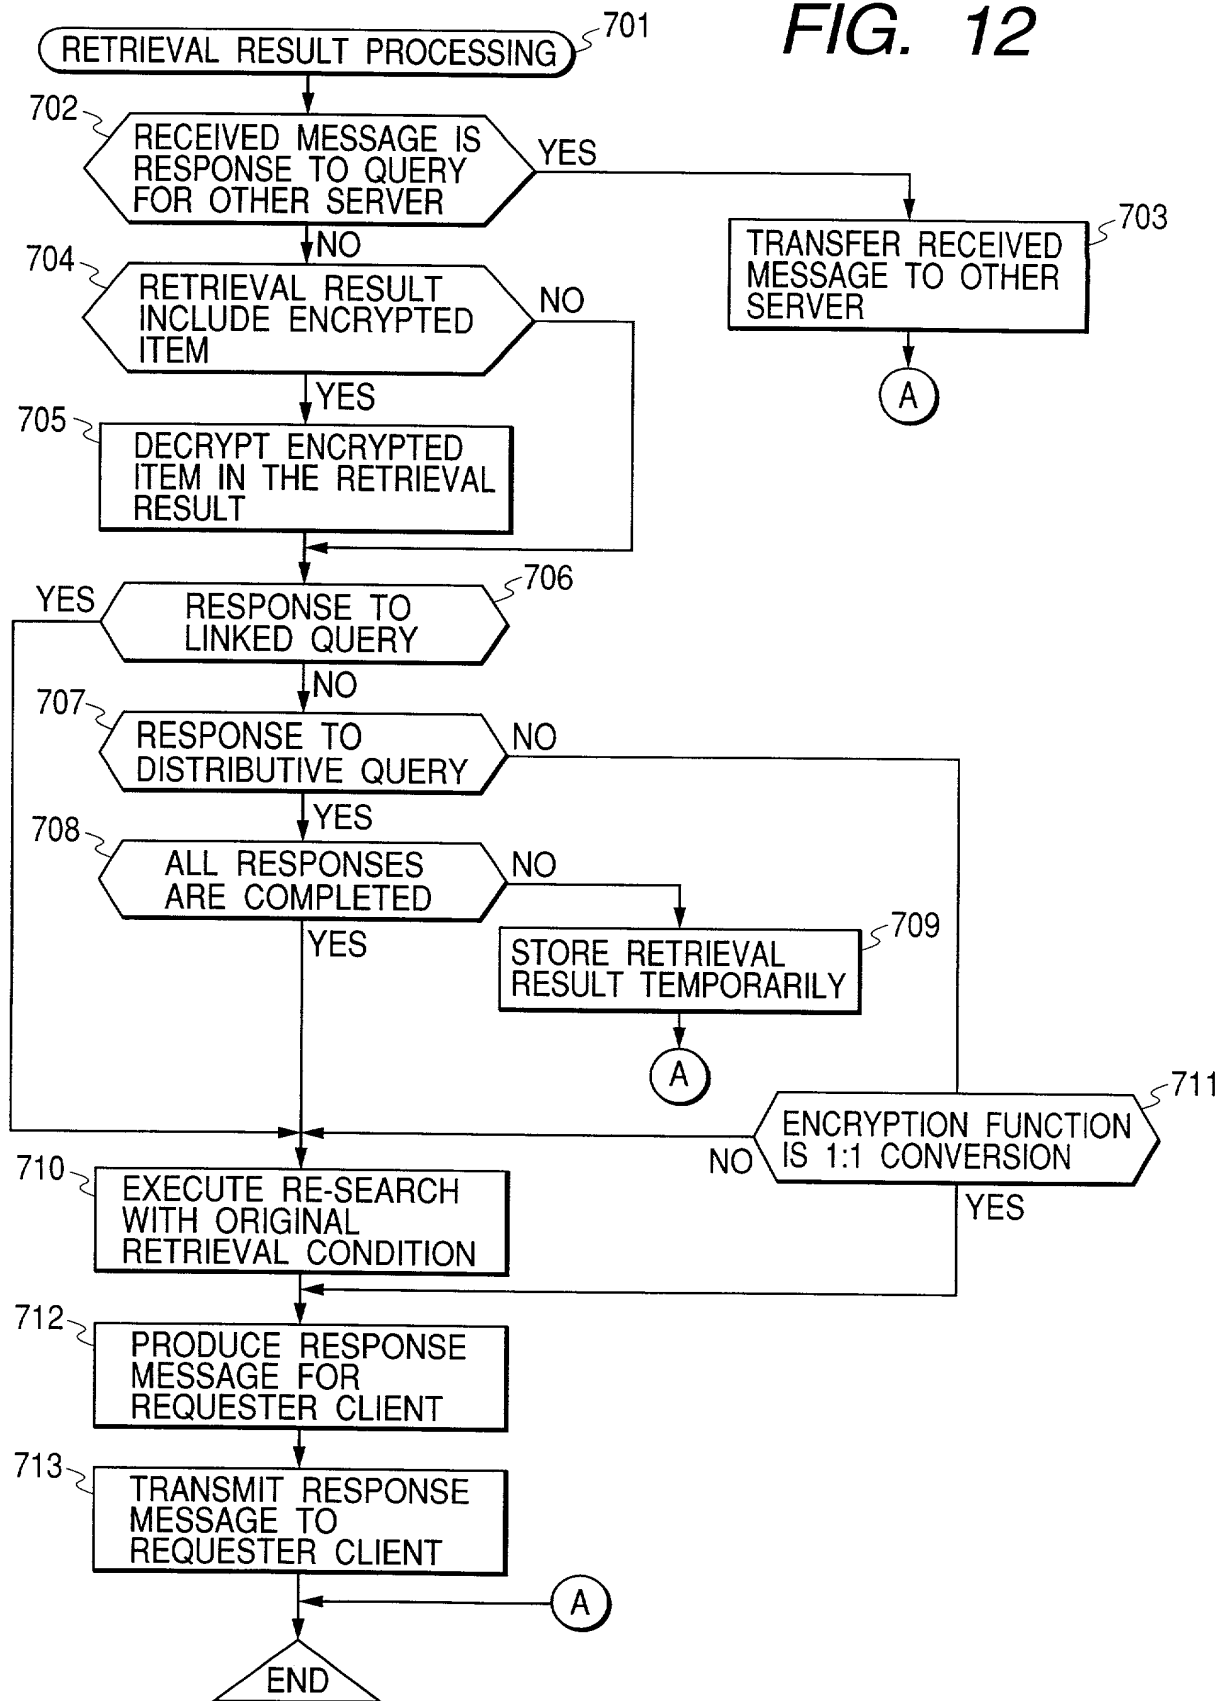 FIG. 12
RETRIEVAL RESULT PROCESSING
701
702
RECEIVED MESSAGE IS
RESPONSE TO QUERY
FOR OTHER SERVER
YES
NO
703
TRANSFER RECEIVED
MESSAGE TO OTHER
SERVER
A
704
RETRIEVAL RESULT
INCLUDE ENCRYPTED
ITEM
NO
YES
705
DECRYPT ENCRYPTED
ITEM IN THE RETRIEVAL
RESULT
706
YES
RESPONSE TO
LINKED QUERY
NO
707
RESPONSE TO
DISTRIBUTIVE QUERY
NO
YES
708
ALL RESPONSES
ARE COMPLETED
NO
YES
709
STORE RETRIEVAL
RESULT TEMPORARILY
A
711
ENCRYPTION FUNCTION
IS 1:1 CONVERSION
NO
YES
710
EXECUTE RE-SEARCH
WITH ORIGINAL
RETRIEVAL CONDITION
712
PRODUCE RESPONSE
MESSAGE FOR
REQUESTER CLIENT
713
TRANSMIT RESPONSE
MESSAGE TO
REQUESTER CLIENT
A
END